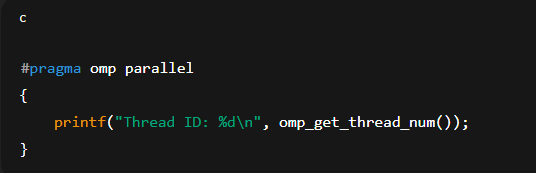 c
#pragma omp parallel
{
    printf("Thread ID: %d\n", omp_get_thread_num());
}